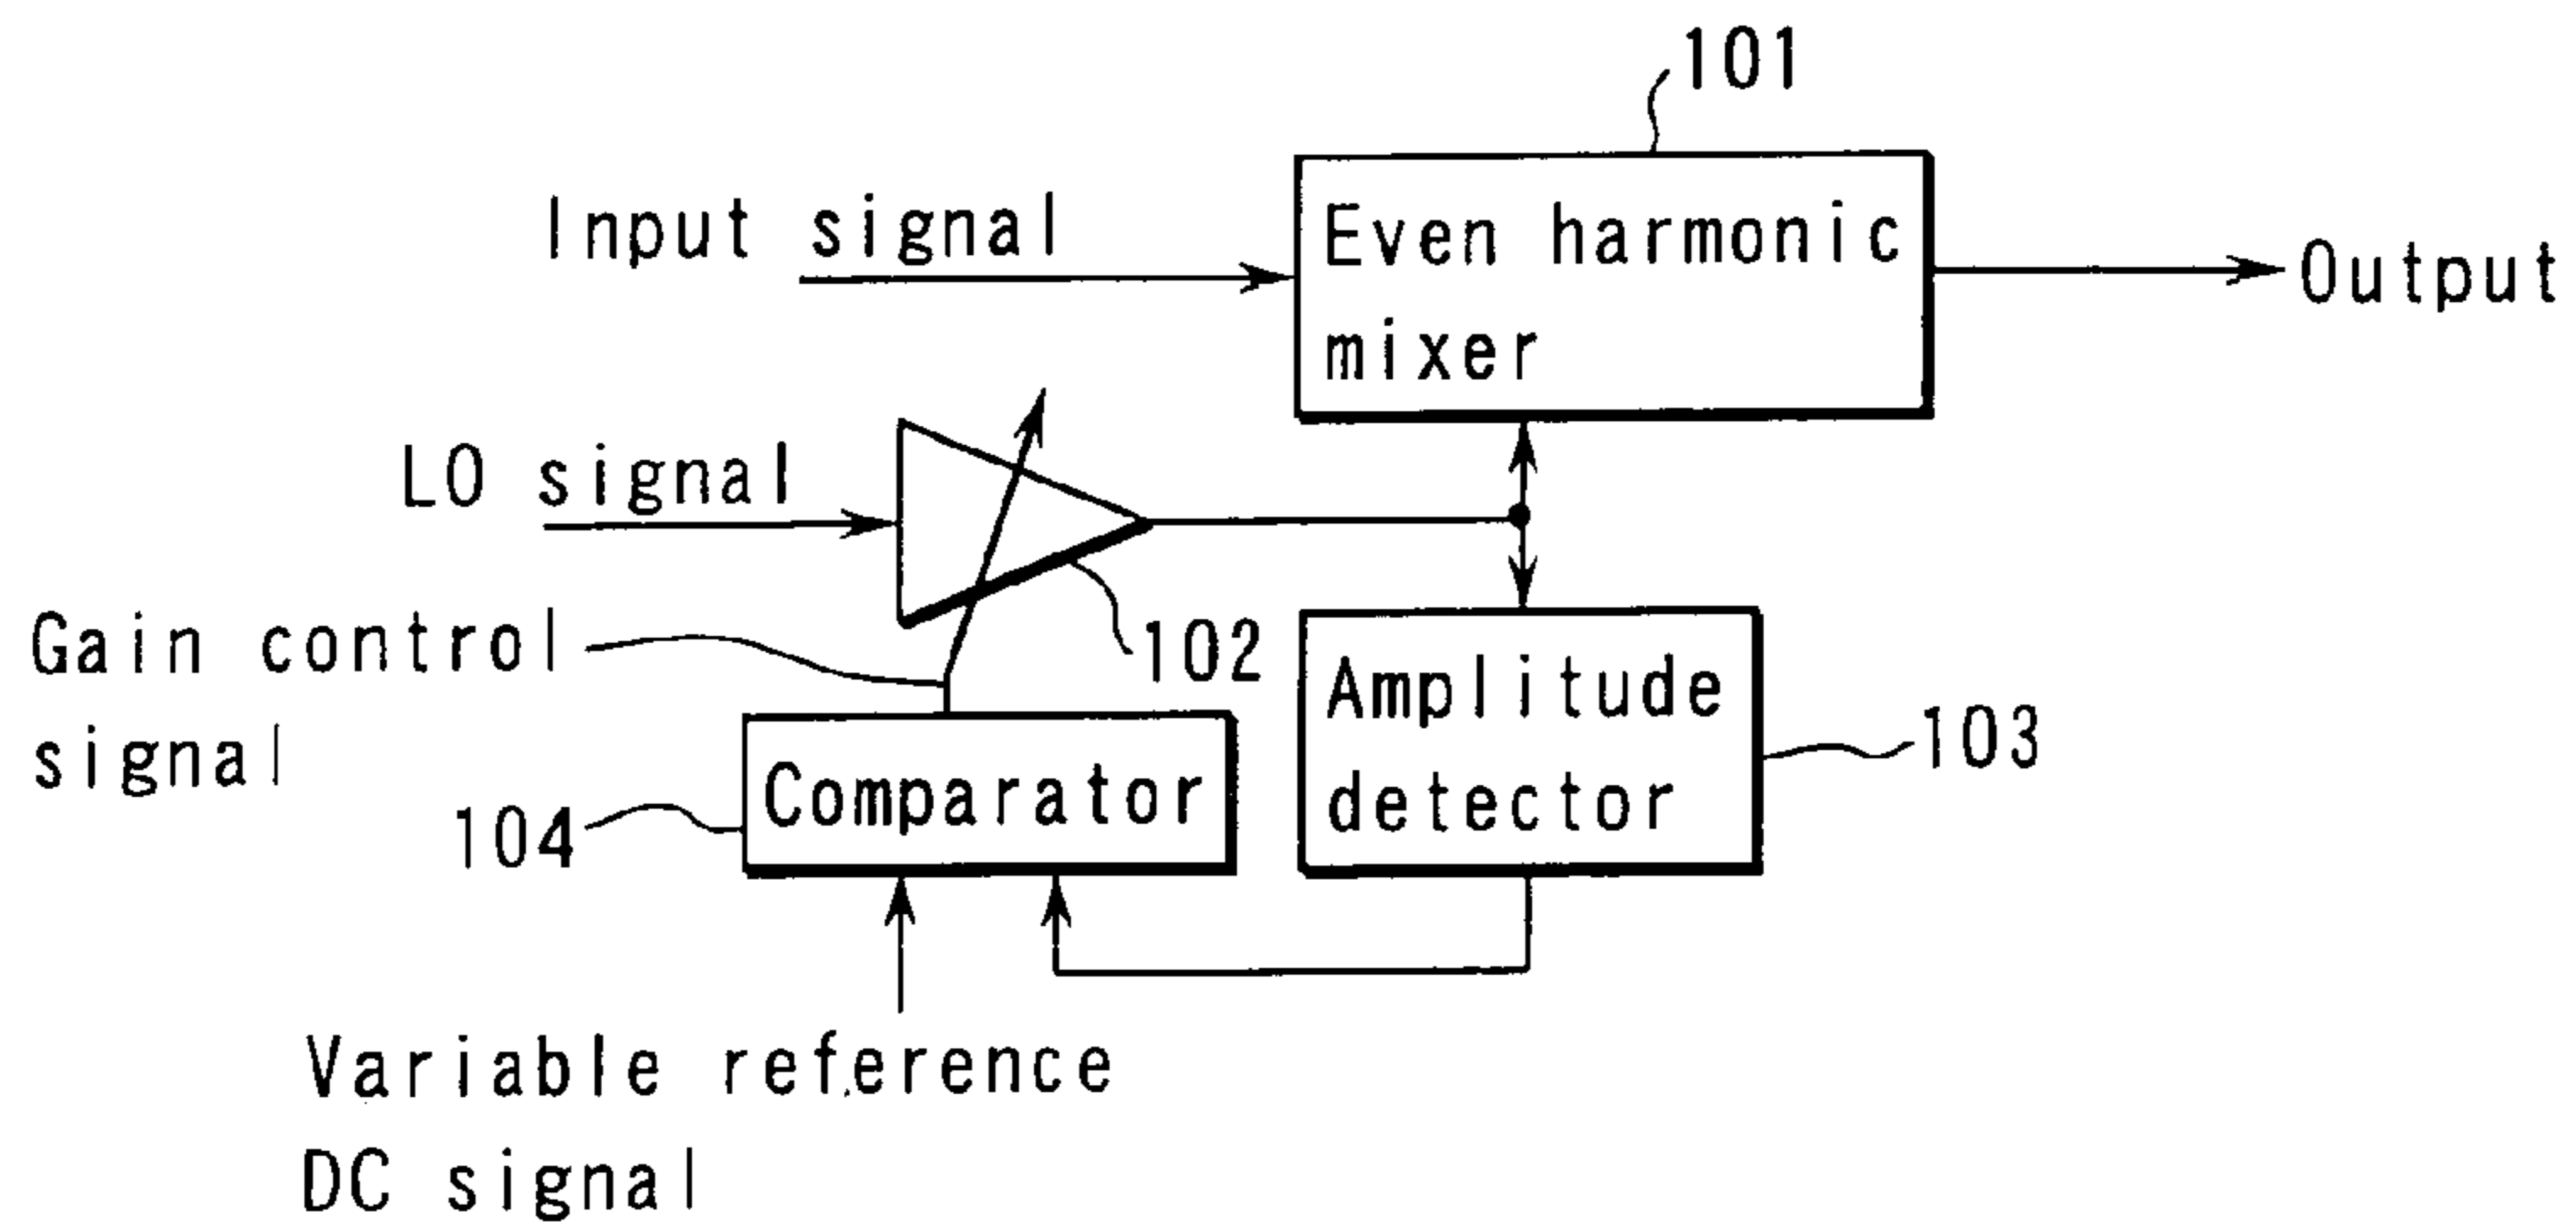 101
Input signal
Even harmonic
mixer
Output
LO signal
102
Gain control
signal
Amplitude
detector
103
Comparator
104
Variable reference
DC signal